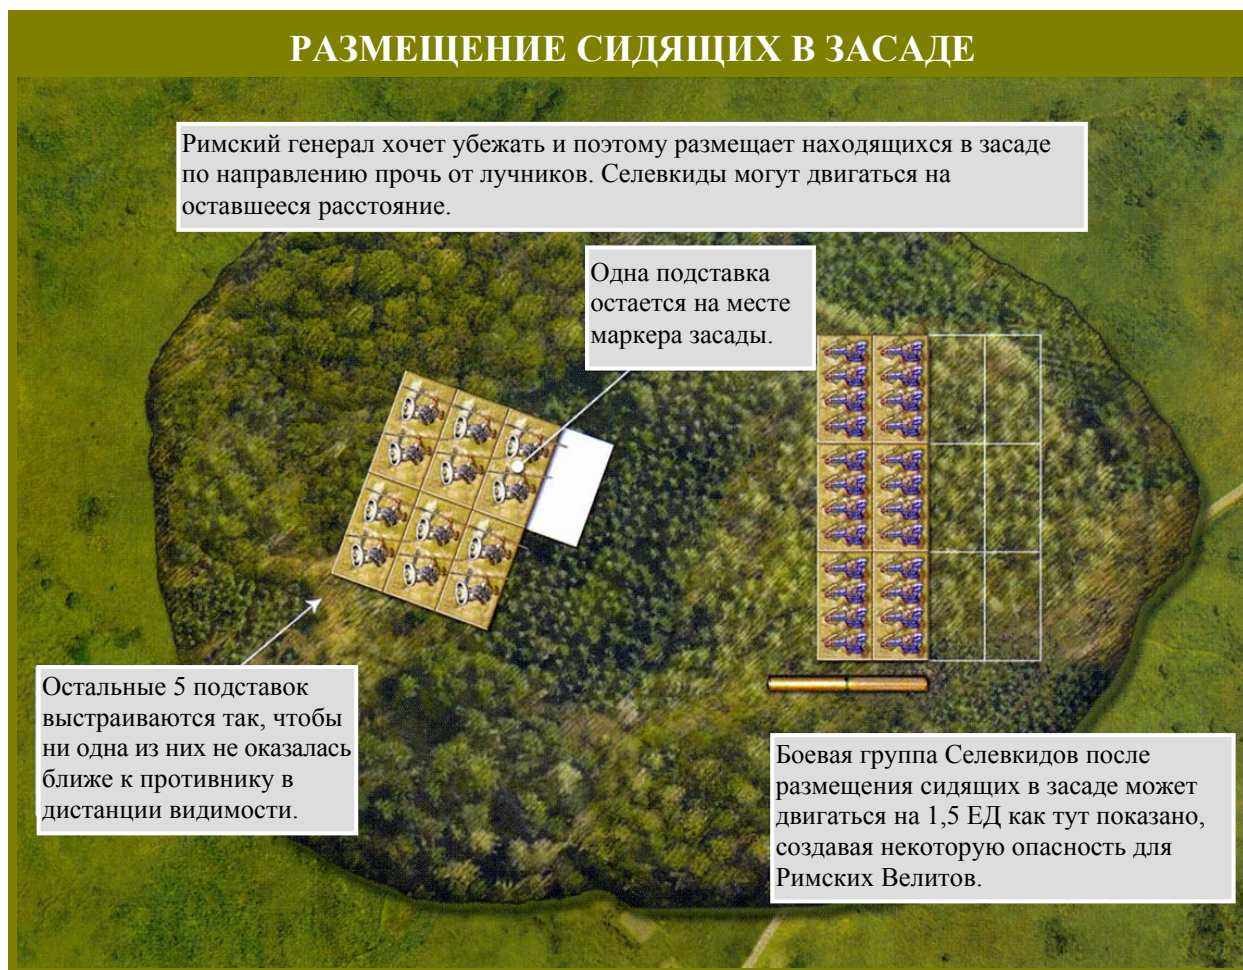 РАЗМЕЩЕНИЕ СИДЯЩИХ В ЗАСАДЕ
Римский генерал хочет убежать и поэтому размещает находящихся в засаде
по направлению прочь от лучников. Селевкиды могут двигаться на
оставшееся расстояние.
Одна подставка
остается на месте
маркера засады.
Остальные 5 подставок
выстраиваются так, чтобы
ни одна из них не оказалась
ближе к противнику в
дистанции видимости.
Боевая группа Селевкидов после
размещения сидящих в засаде может
двигаться на 1,5 ЕД как тут показано,
создавая некоторую опасность для
Римских Велитов.